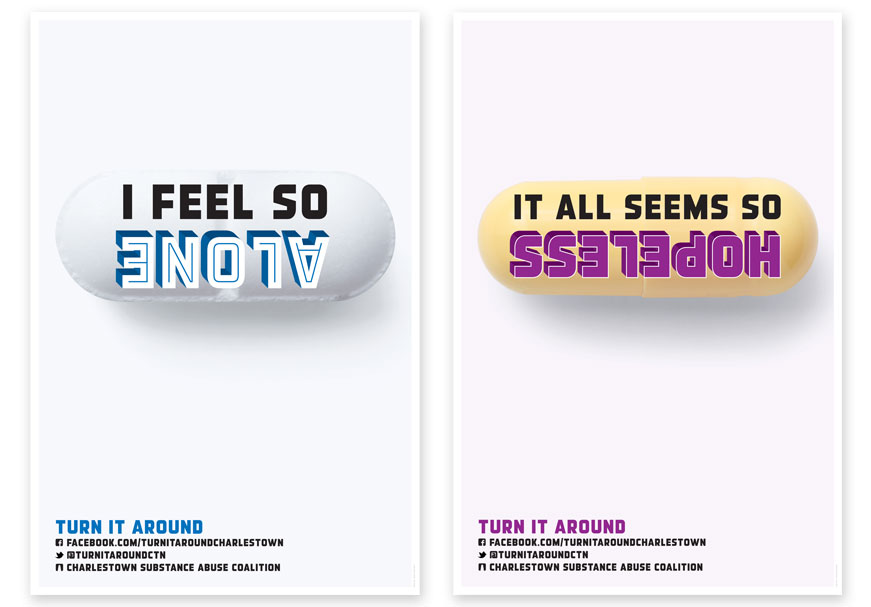 I FEEL SO
ALONE
TURN IT AROUND
FACEBOOK.COM/TURNITAROUNDCHARLESTOWN
@TURNITAROUNDCTN
CHARLESTOWN SUBSTANCE ABUSE COALITION
IT ALL SEEMS SO
HOPELESS
TURN IT AROUND
FACEBOOK.COM/TURNITAROUNDCHARLESTOWN
@TURNITAROUNDCTN
CHARLESTOWN SUBSTANCE ABUSE COALITION